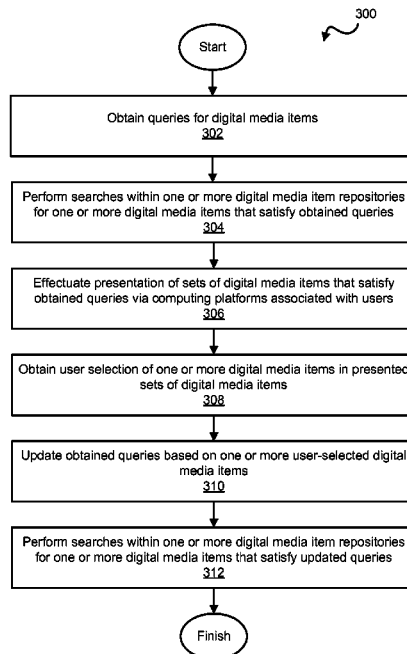 300
Start
Obtain queries for digital media items
302
Perform searches within one or more digital media item repositories
for one or more digital media items that satisfy obtained queries
304
Effectuate presentation of sets of digital media items that satisfy
obtained queries via computing platforms associated with users
306
Obtain user selection of one or more digital media items in presented
sets of digital media items
308
Update obtained queries based on one or more user-selected digital
media items
310
Perform searches within one or more digital media item repositories
for one or more digital media items that satisfy updated queries
312
Finish